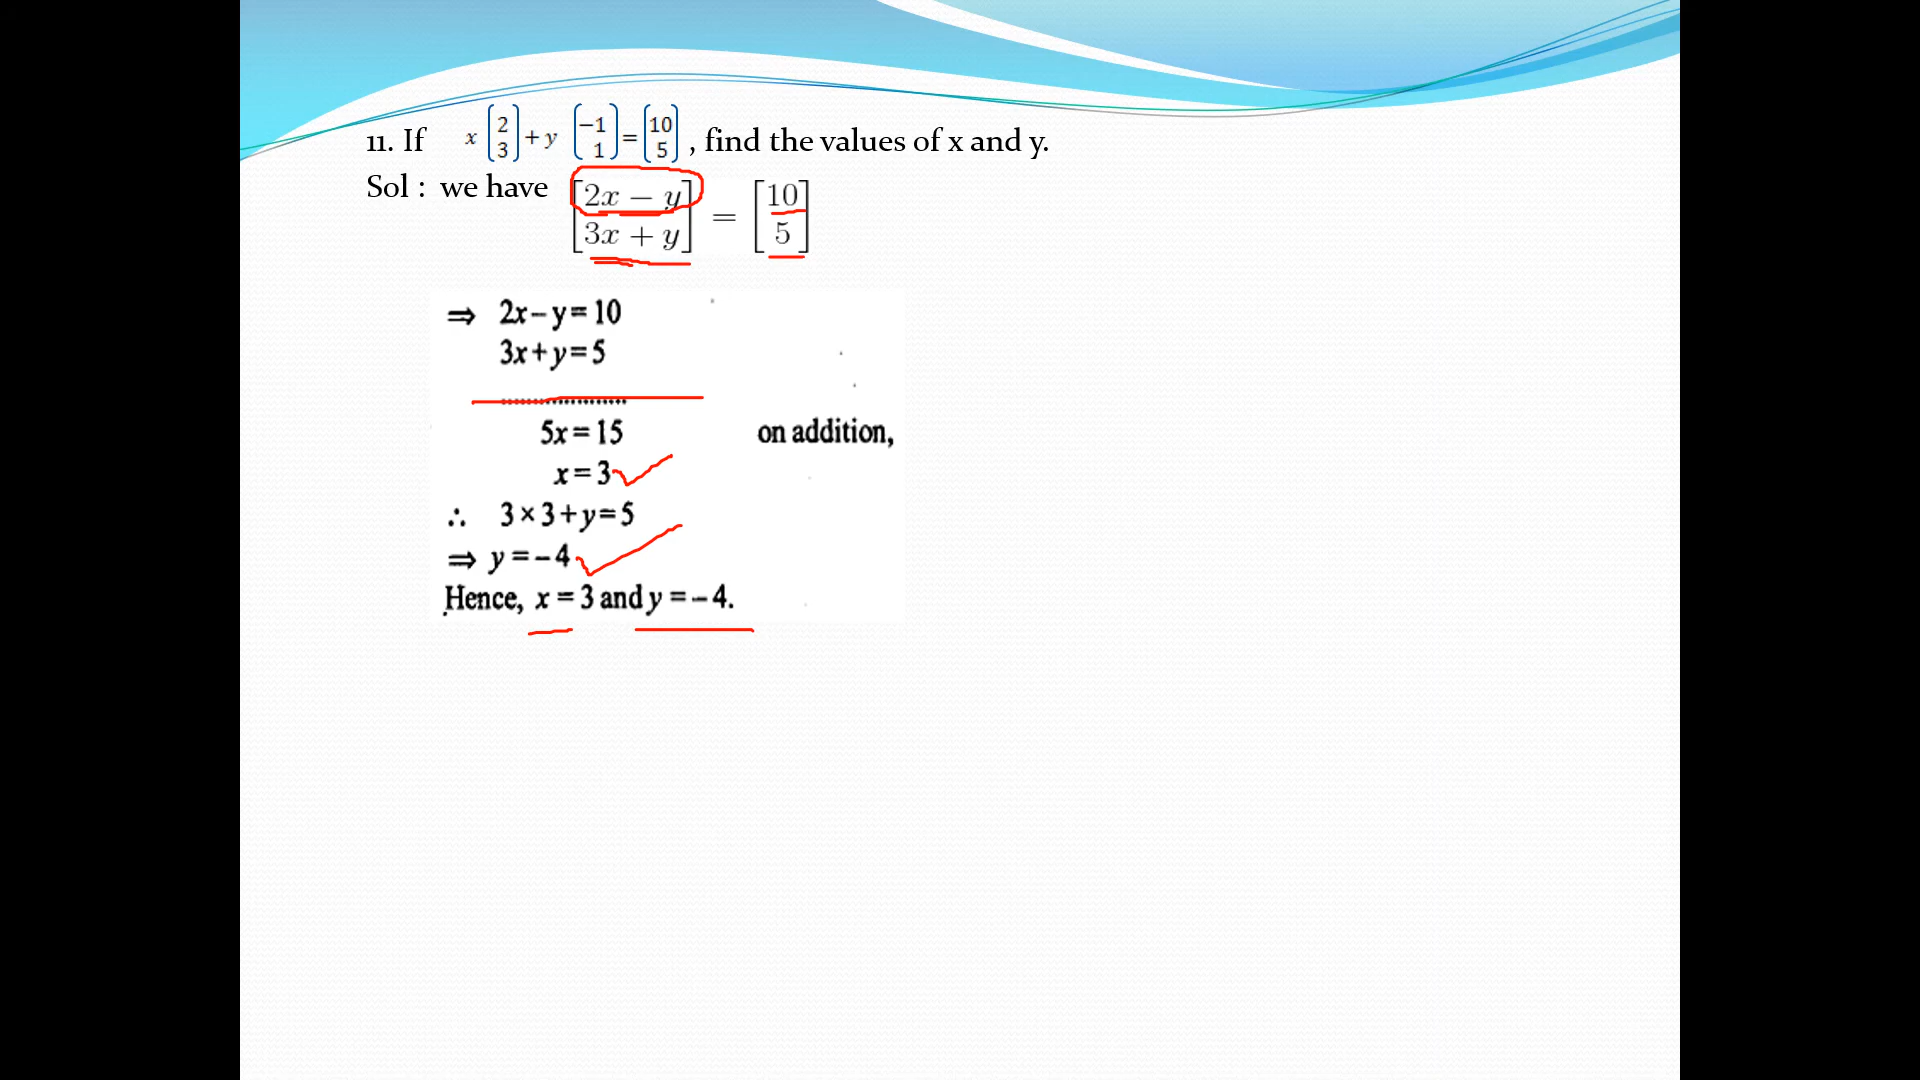 11. If x [2 3] + y [−1 1] = [10 5] , find the values of x and y.
Sol : we have [2x − y 3x + y] = [10 5]
⇒ 2x − y = 10
3x + y = 5
5x = 15 on addition,
x = 3
∴ 3 × 3 + y = 5
⇒ y = − 4
Hence, x = 3 and y = − 4.